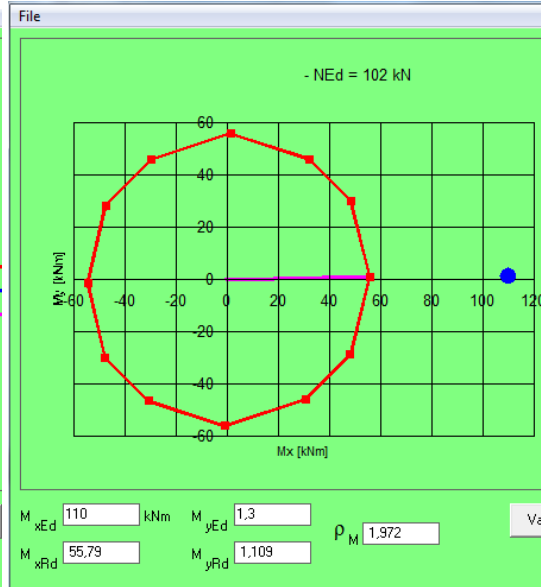 File
- NEd = 102 kN
60
40
20
0
-20
-40
-60
-60 -40 -20 0 20 40 60 80 100 120
My [kNm]
Mx [kNm]
M xEd 110 kNm M yEd 1,3
M xRd 55,79 M yRd 1,109
ρ M 1,972